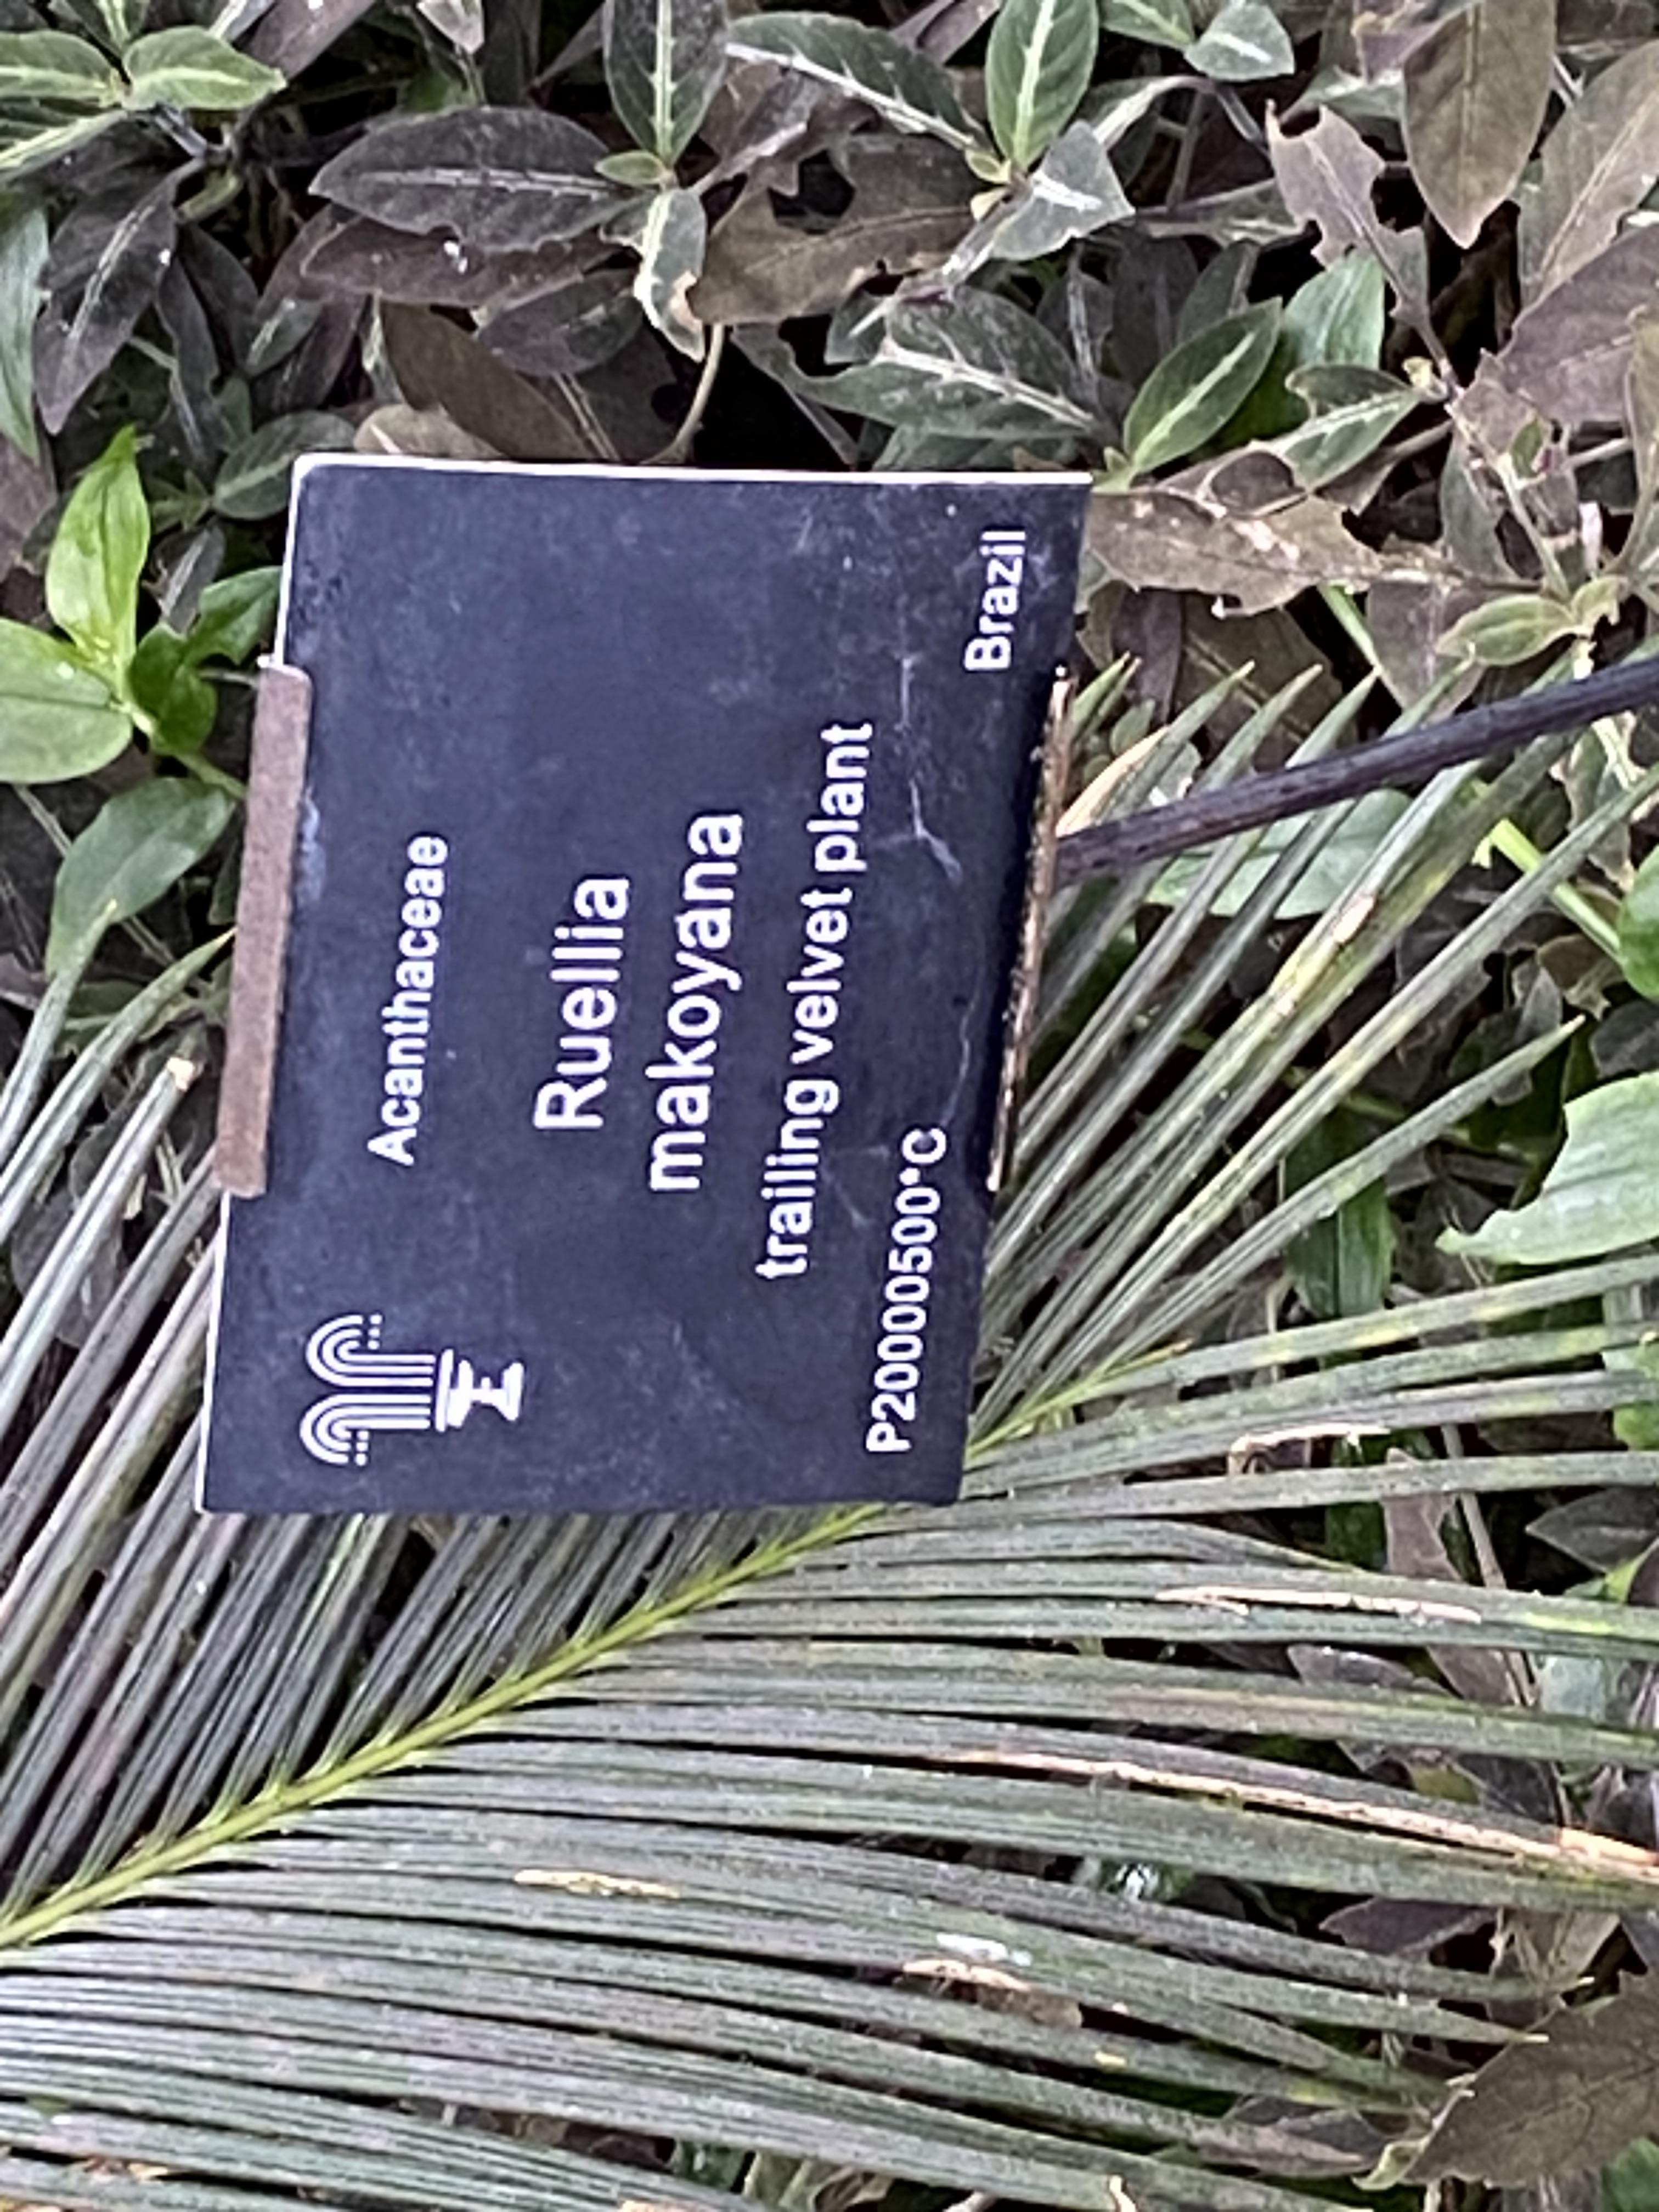 Acanthaceae
Ruellia
makoyana
trailing velvet plant
P20000500*C
Brazil